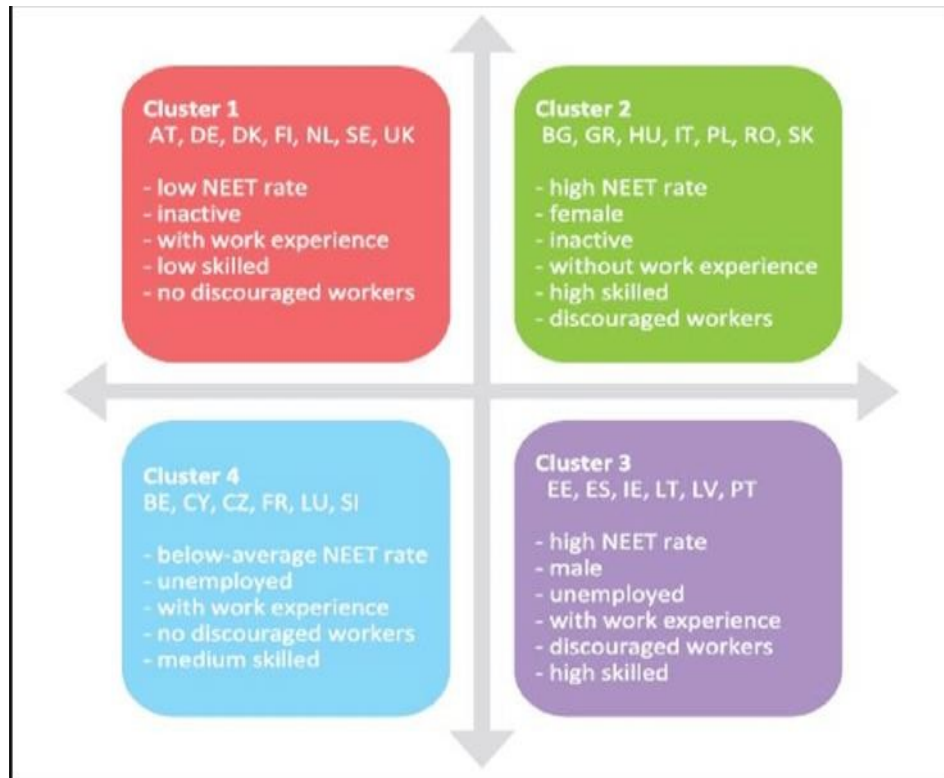 Cluster 1
AT, DE, DK, FI, NL, SE, UK
- low NEET rate
- inactive
- with work experience
- low skilled
- no discouraged workers
Cluster 2
BG, GR, HU, IT, PL, RO, SK
- high NEET rate
- female
- inactive
- without work experience
- high skilled
- discouraged workers
Cluster 4
BE, CY, CZ, FR, LU, SI
- below-average NEET rate
- unemployed
- with work experience
- no discouraged workers
- medium skilled
Cluster 3
EE, ES, IE, LT, LV, PT
- high NEET rate
- male
- unemployed
- with work experience
- discouraged workers
- high skilled